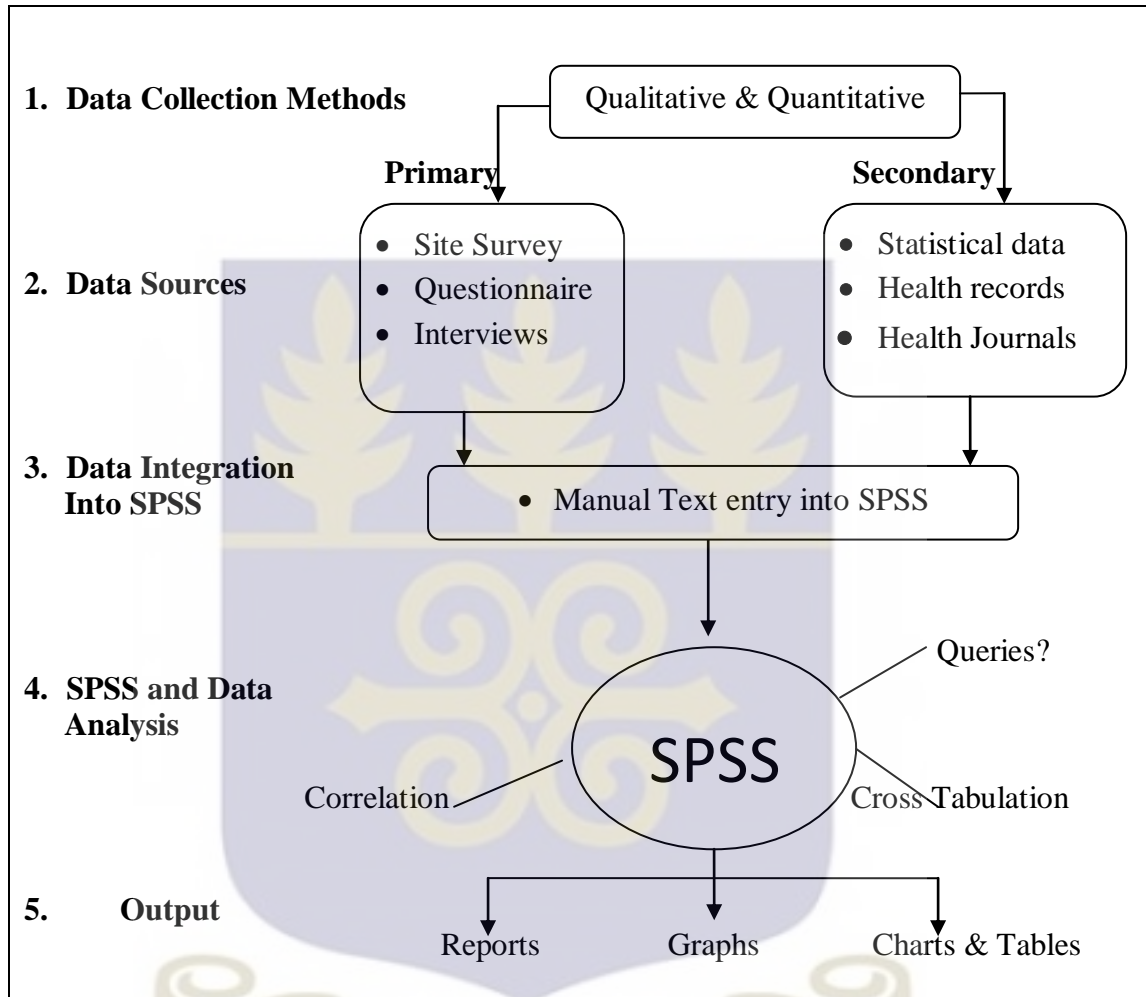 1. Data Collection Methods
Qualitative & Quantitative
Primary
Secondary
2. Data Sources
• Site Survey
• Questionnaire
• Interviews
• Statistical data
• Health records
• Health Journals
3. Data Integration
Into SPSS
• Manual Text entry into SPSS
4. SPSS and Data
Analysis
SPSS
Queries?
Correlation
Cross Tabulation
5. Output
Reports
Graphs
Charts & Tables